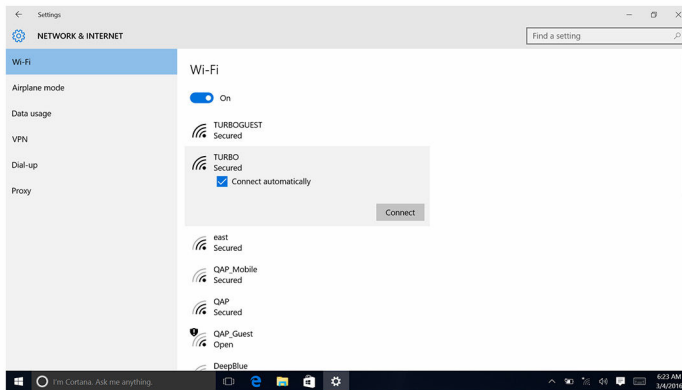 Settings
NETWORK & INTERNET
Find a setting
Wi-Fi
Airplane mode
Data usage
VPN
Dial-up
Proxy
Wi-Fi
On
TURBOGUEST
Secured
TURBO
Secured
Connect automatically
Connect
east
Secured
QAP_Mobile
Secured
QAP
Secured
QAP_Guest
Open
DeepBlue
I'm Cortana. Ask me anything.
6:23 AM
3/4/2016